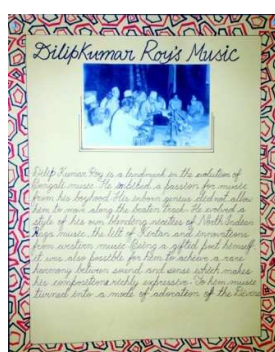 DilipKumar Roy's Music
Dilip Kumar Roy is a landmark in the evolution of
Bengali music. He imbibed a passion for music
from his boyhood. His inborn genius did not allow
him to move along the beaten track. He evolved a
style of his own, blending varieties of North Indian
Raga music, the lilt of Kirtan and innovations
from western music. Being a gifted poet himself,
it was also possible for him to achieve a rare
harmony between sound and sense which makes
his compositions richly expressive. To him music
turned into a mode of adoration of the Divine